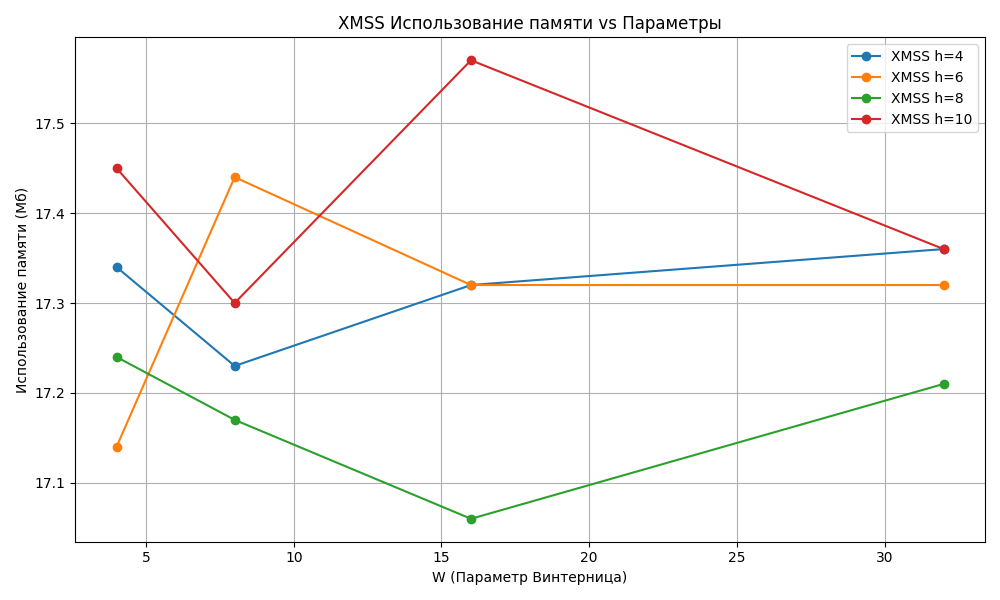 XMSS Использование памяти vs Параметры
XMSS h=4
XMSS h=6
XMSS h=8
XMSS h=10
Использование памяти (Мб)
17.5
17.4
17.3
17.2
17.1
5
10
15
20
25
30
W (Параметр Винтерница)